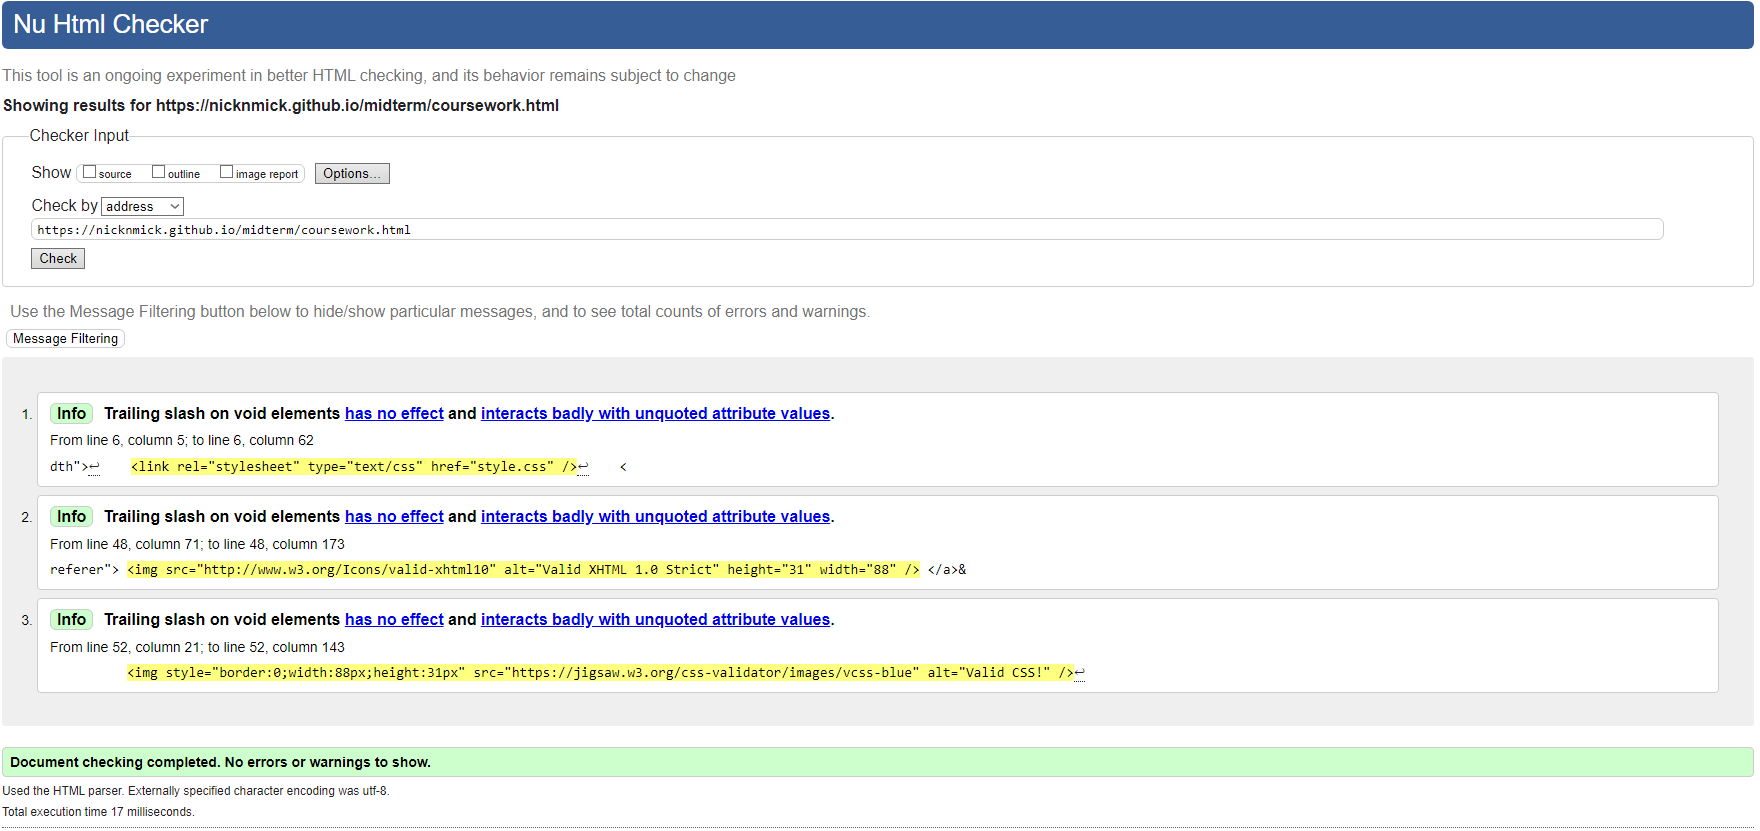 Nu Html Checker
This tool is an ongoing experiment in better HTML checking, and its behavior remains subject to change
Showing results for https://nicknmick.github.io/midterm/coursework.html
Checker Input
Show source outline image report Options...
Check by address
https://nicknmick.github.io/midterm/coursework.html
Check
Use the Message Filtering button below to hide/show particular messages, and to see total counts of errors and warnings.
Message Filtering
1. Info Trailing slash on void elements has no effect and interacts badly with unquoted attribute values.
From line 6, column 5; to line 6, column 62
dth">↩ <link rel="stylesheet" type="text/css" href="style.css" />↩ <
2. Info Trailing slash on void elements has no effect and interacts badly with unquoted attribute values.
From line 48, column 71; to line 48, column 173
referer"> <img src="http://www.w3.org/Icons/valid-xhtml10" alt="Valid XHTML 1.0 Strict" height="31" width="88" /> </a>&
3. Info Trailing slash on void elements has no effect and interacts badly with unquoted attribute values.
From line 52, column 21; to line 52, column 143
<img style="border:0;width:88px;height:31px" src="https://jigsaw.w3.org/css-validator/images/vcss-blue" alt="Valid CSS!" />↩
Document checking completed. No errors or warnings to show.
Used the HTML parser. Externally specified character encoding was utf-8.
Total execution time 17 milliseconds.